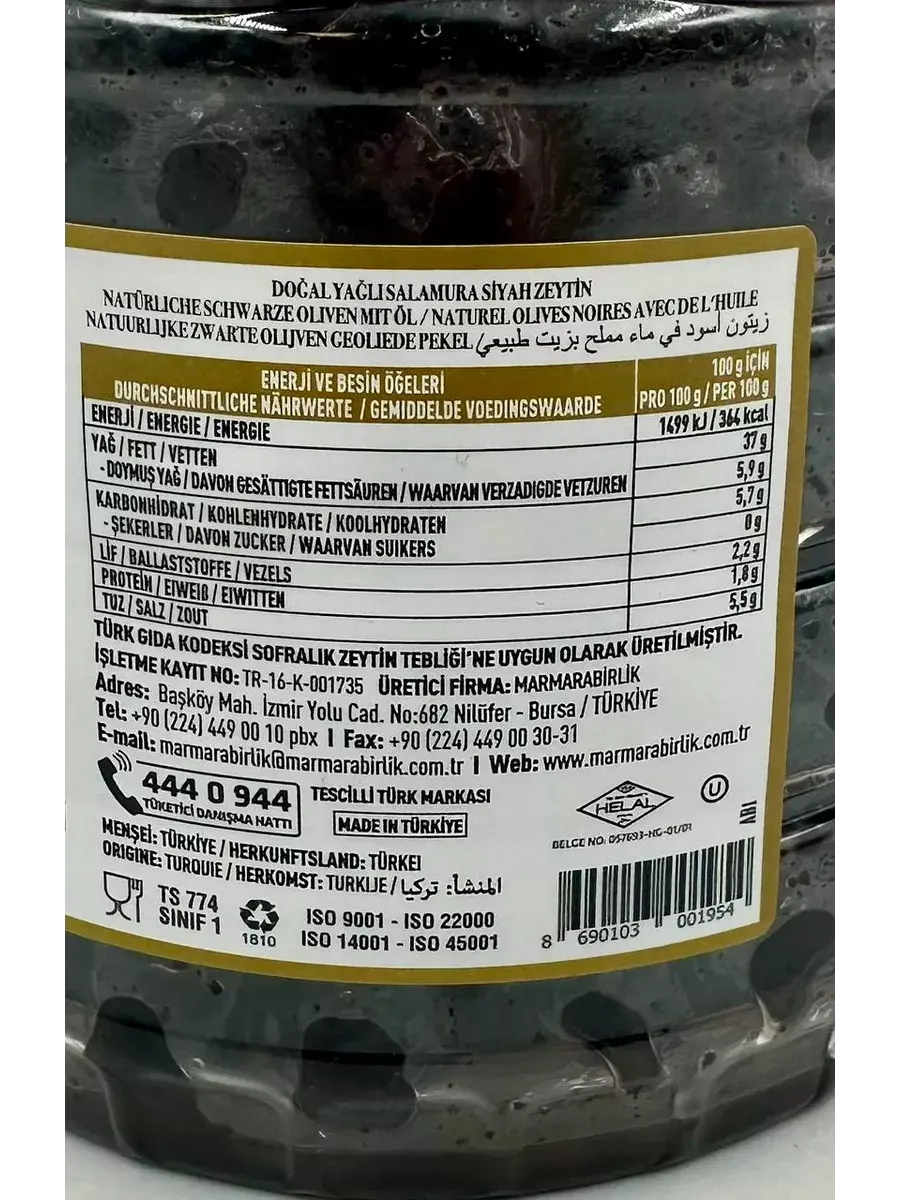 DOĞAL YAĞLI SALAMURA SİYAH ZEYTİN
NATÜRLICHE SCHWARZE OLIVEN MIT ÖL / NATUREL OLIVES NOIRES AVEC DE L'HUILE
NATUURLIJKE ZWARTE OLIJVEN GEOLIEDE PEKEL / زيتون أسود في ماء مملح بزيت طبيعي
ENERJİ VE BESİN ÖĞELERİ 100 g İÇİN
DURCHSCHNITTLICHE NÄHRWERTE / GEMIDDELDE VOEDINGSWAARDE PRO 100 g / PER 100 g
ENERJİ / ENERGIE / ENERGIE 1499 kJ / 364 kcal
YAĞ / FETT / VETTEN 37 g
- DOYMUŞ YAĞ / DAVON GESÄTTIGTE FETTSÄUREN / WAARVAN VERZADIGDE VETZUREN 5,9 g
KARBONHİDRAT / KOHLENHYDRATE / KOOLHYDRATEN 5,7 g
- ŞEKERLER / DAVON ZUCKER / WAARVAN SUIKERS 0 g
LİF / BALLASTSTOFFE / VEZELS 2,2 g
PROTEİN / EIWEIß / EIWITTEN 1,8 g
TUZ / SALZ / ZOUT 5,5 g
TÜRK GIDA KODEKSİ SOFRALIK ZEYTİN TEBLİĞİ'NE UYGUN OLARAK ÜRETİLMİŞTİR.
İŞLETME KAYIT NO: TR-16-K-001735 ÜRETİCİ FİRMA: MARMARABİRLİK
Adres: Başköy Mah. İzmir Yolu Cad. No:682 Nilüfer - Bursa / TÜRKİYE
Tel: +90 (224) 449 00 10 pbx I Fax: +90 (224) 449 00 30-31
E-mail: marmarabirlik@marmarabirlik.com.tr I Web: www.marmarabirlik.com.tr
444 0 944
TÜKETİCİ DANIŞMA HATTI
TESCİLLİ TÜRK MARKASI
MADE IN TÜRKİYE
HELAL
BELGE NO: 057693-HG-01/01
U
AB1
MENŞEİ: TÜRKİYE / HERKUNFTSLAND: TÜRKEI
ORIGINE: TURQUIE / HERKOMST: TURKIJE / المنشأ: تركيا
TS 774
SINIF 1
1810
ISO 9001 - ISO 22000
ISO 14001 - ISO 45001
8 690103 001954